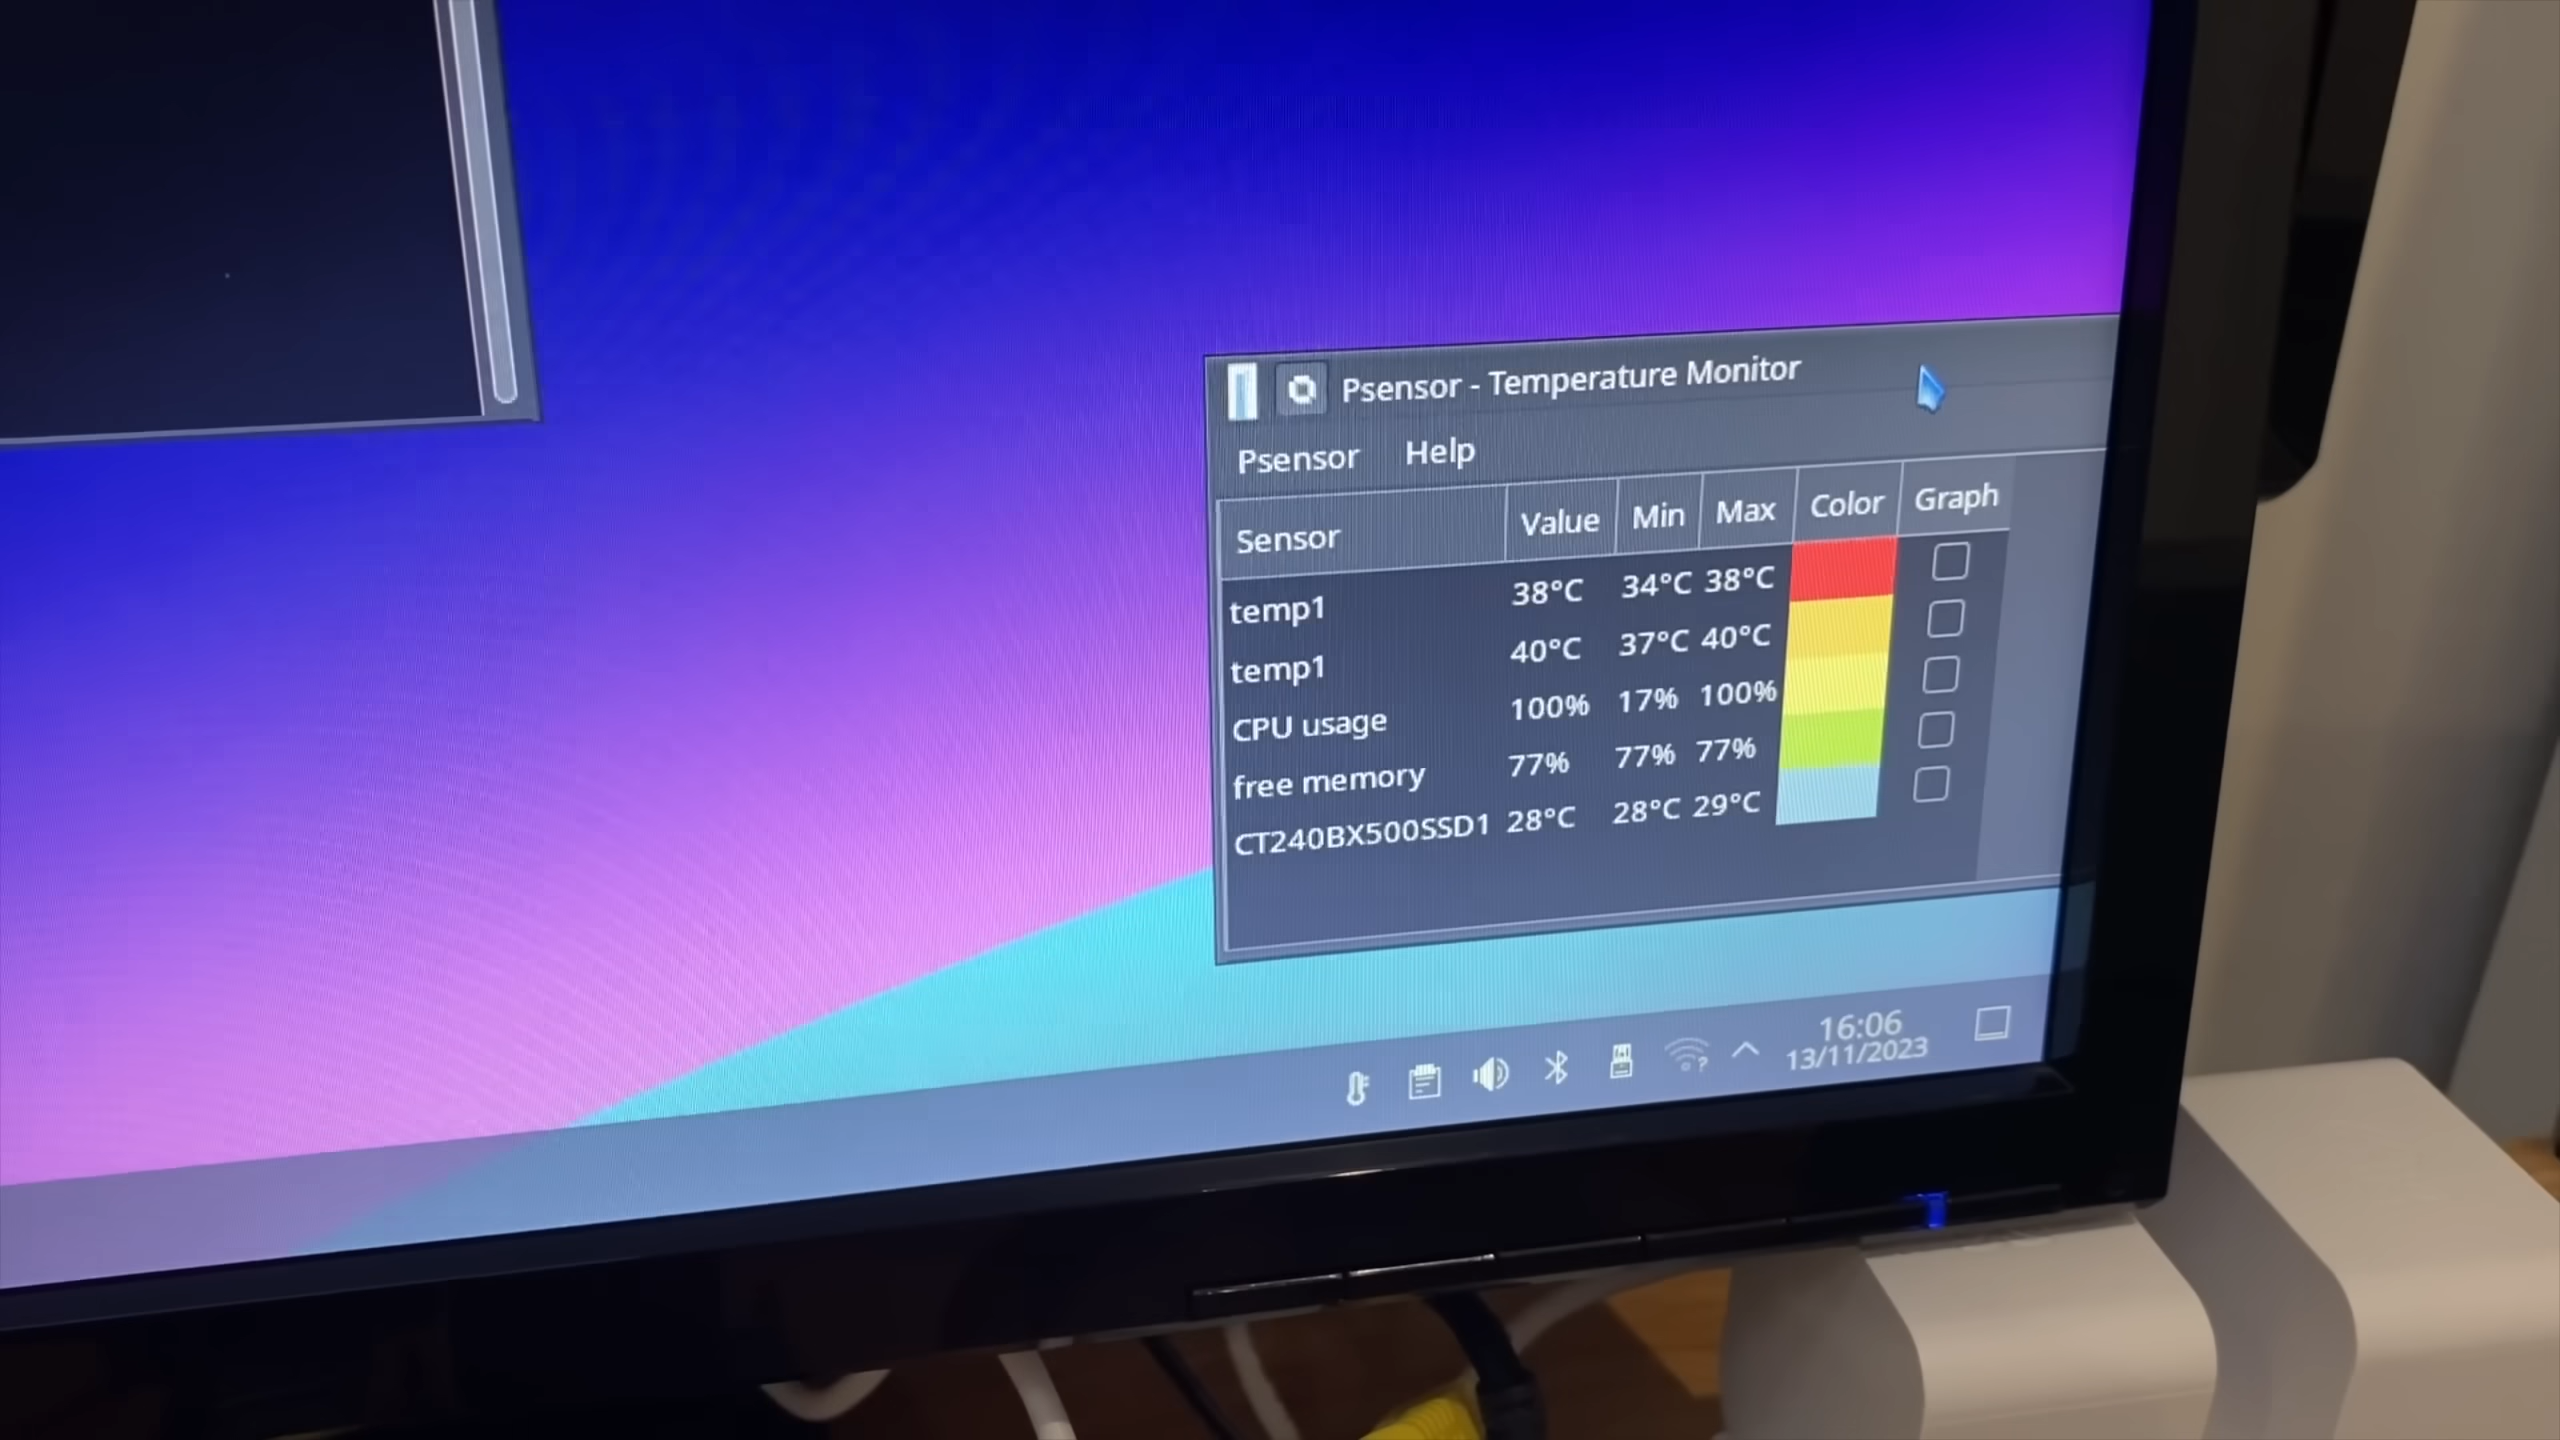 Psensor - Temperature Monitor
Psensor Help
Sensor Value Min Max Color Graph
temp1 38°C 34°C 38°C
temp1 40°C 37°C 40°C
CPU usage 100% 17% 100%
free memory 77% 77% 77%
CT240BX500SSD1 28°C 28°C 29°C
16:06
13/11/2023